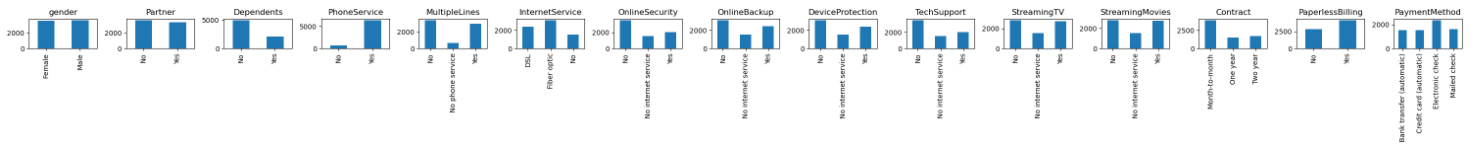 gender
2000
0
Female
Male
Partner
2000
0
No
Yes
Dependents
5000
0
No
Yes
PhoneService
5000
0
No
Yes
MultipleLines
2000
0
No
No phone service
Yes
InternetService
2000
0
DSL
Fiber optic
No
OnlineSecurity
2000
0
No
No internet service
Yes
OnlineBackup
2000
0
No
No internet service
Yes
DeviceProtection
2000
0
No
No internet service
Yes
TechSupport
2000
0
No
No internet service
Yes
StreamingTV
2000
0
No
No internet service
Yes
StreamingMovies
2000
0
No
No internet service
Yes
Contract
2500
0
Month-to-month
One year
Two year
PaperlessBilling
2500
0
No
Yes
PaymentMethod
2000
0
Bank transfer (automatic)
Credit card (automatic)
Electronic check
Mailed check